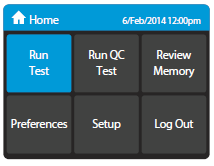 Home 6/Feb/2014 12:00pm
Run Run QC Review
Test Test Memory
Preferences Setup Log Out